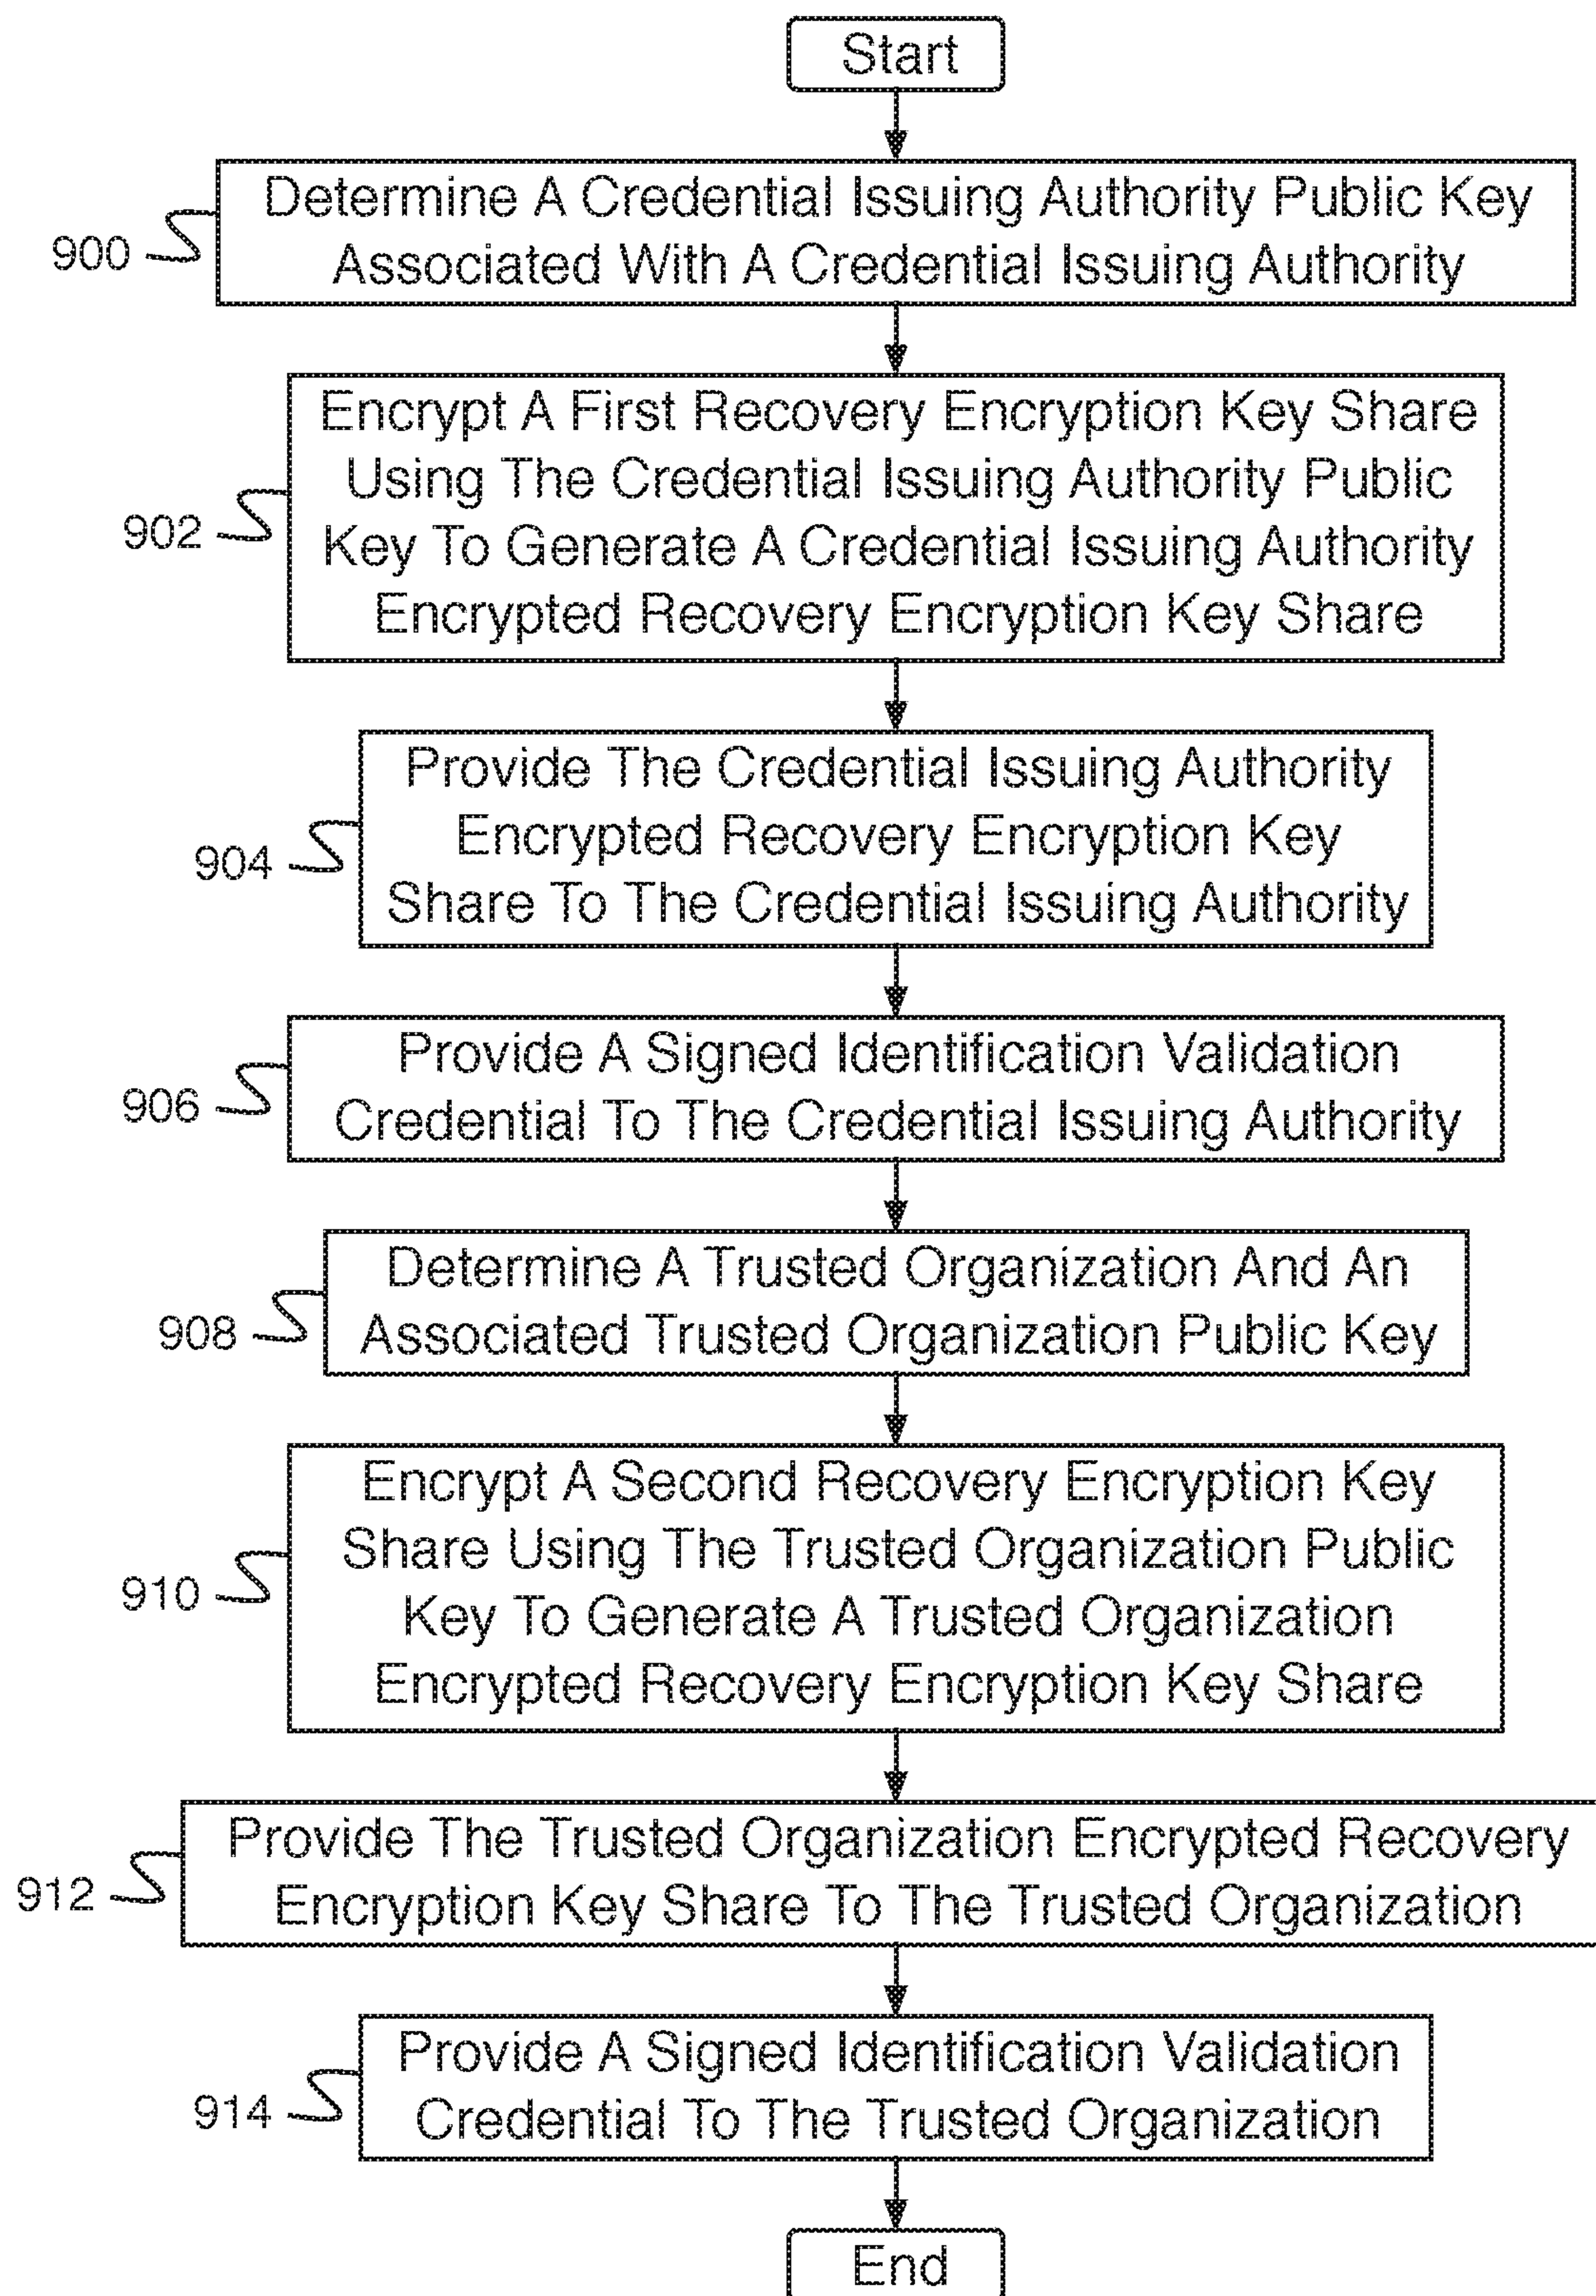 Start
Determine A Credential Issuing Authority Public Key
Associated With A Credential Issuing Authority
900
Encrypt A First Recovery Encryption Key Share
Using The Credential Issuing Authority Public
Key To Generate A Credential Issuing Authority
Encrypted Recovery Encryption Key Share
902
Provide The Credential Issuing Authority
Encrypted Recovery Encryption Key
Share To The Credential Issuing Authority
904
Provide A Signed Identification Validation
Credential To The Credential Issuing Authority
906
Determine A Trusted Organization And An
Associated Trusted Organization Public Key
908
Encrypt A Second Recovery Encryption Key
Share Using The Trusted Organization Public
Key To Generate A Trusted Organization
Encrypted Recovery Encryption Key Share
910
Provide The Trusted Organization Encrypted Recovery
Encryption Key Share To The Trusted Organization
912
Provide A Signed Identification Validation
Credential To The Trusted Organization
914
End